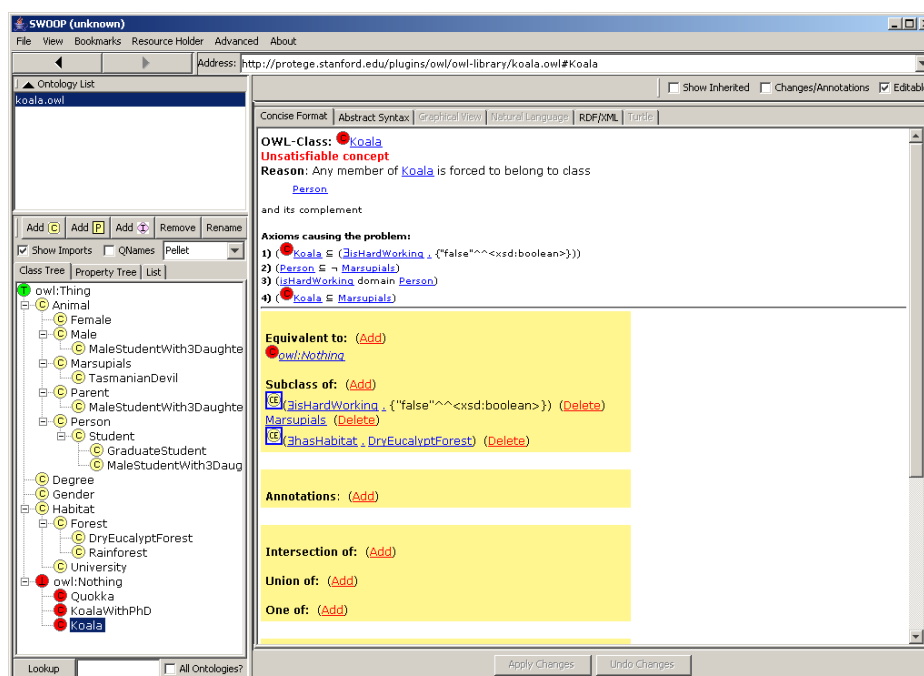 SWOOP (unknown)
File View Bookmarks Resource Holder Advanced About
Address: http://protege.stanford.edu/plugins/owl/owl-library/koala.owl#Koala
Ontology List
Show Inherited Changes/Annotations Editabl
koala.owl
Concise Format Abstract Syntax Graphical View Natural Language RDF/XML Turtle
OWL-Class: C Koala
Unsatisfiable concept
Reason: Any member of Koala is forced to belong to class
Person
and its complement
Axioms causing the problem:
1) (C Koala ⊆ (∃isHardWorking . {"false"^^<xsd:boolean>}))
2) (Person ⊆ ¬ Marsupials)
3) (isHardWorking domain Person)
4) (C Koala ⊆ Marsupials)
Equivalent to: (Add)
C owl:Nothing
Subclass of: (Add)
CE (∃isHardWorking . {"false"^^<xsd:boolean>}) (Delete)
Marsupials (Delete)
CE (∃hasHabitat . DryEucalyptForest) (Delete)
Annotations: (Add)
Intersection of: (Add)
Union of: (Add)
One of: (Add)
Add C Add P Add I Remove Rename
Show Imports QNames Pellet
Class Tree Property Tree List
T owl:Thing
C Animal
C Female
C Male
C MaleStudentWith3Daughte
C Marsupials
C TasmanianDevil
C Parent
C MaleStudentWith3Daughte
C Person
C Student
C GraduateStudent
C MaleStudentWith3Daug
C Degree
C Gender
C Habitat
C Forest
C DryEucalyptForest
C Rainforest
C University
⊥ owl:Nothing
C Quokka
C KoalaWithPhD
C Koala
Lookup All Ontologies?
Apply Changes Undo Changes